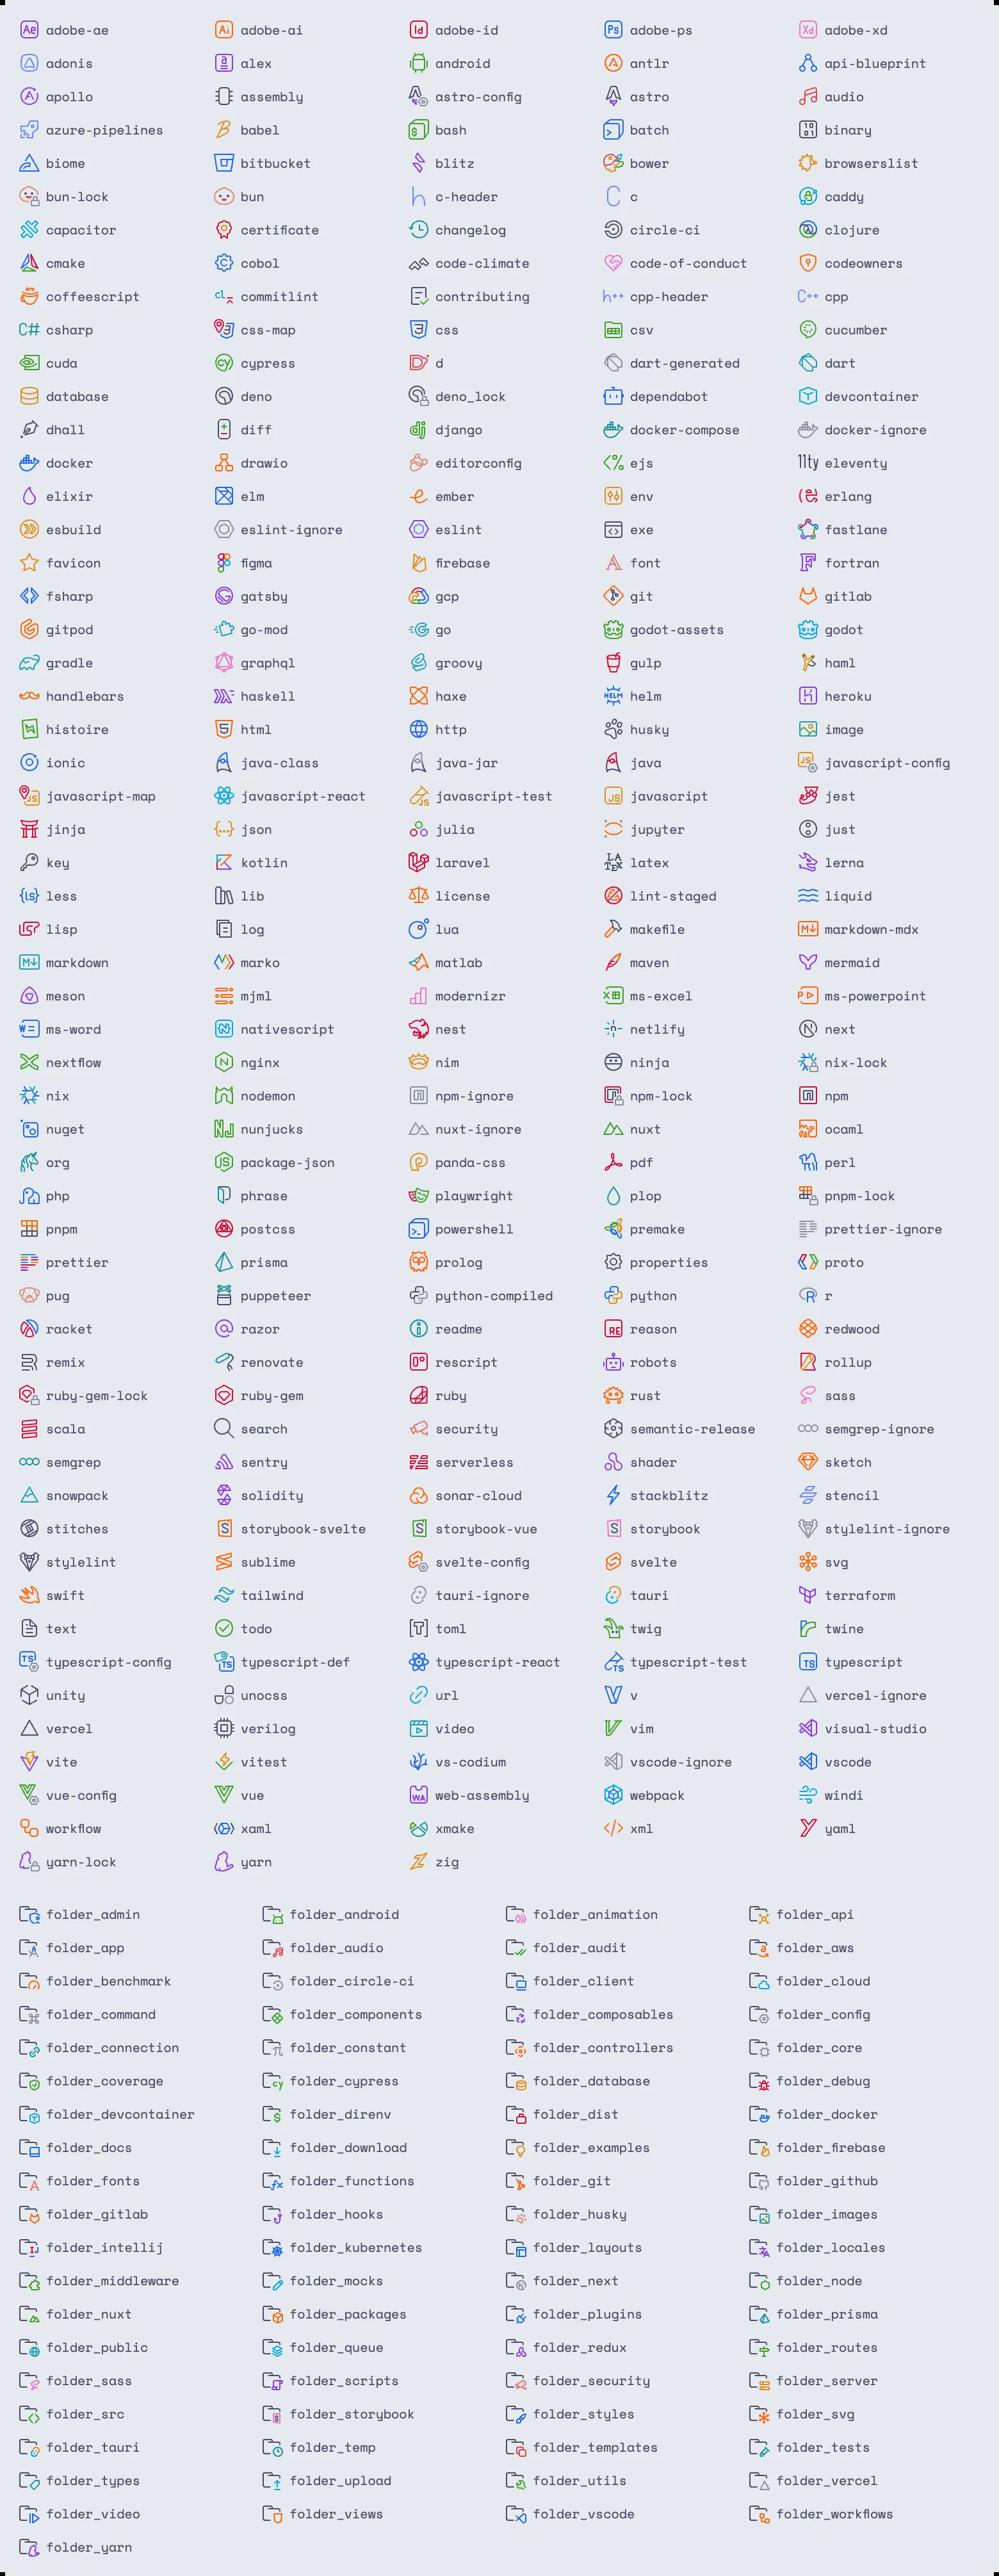 adobe-ae adobe-ai adobe-id adobe-ps adobe-xd
adonis alex android antlr api-blueprint
apollo assembly astro-config astro audio
azure-pipelines babel bash batch binary
biome bitbucket blitz bower browserslist
bun-lock bun c-header c caddy
capacitor certificate changelog circle-ci clojure
cmake cobol code-climate code-of-conduct codeowners
coffeescript commitlint contributing cpp-header cpp
csharp css-map css csv cucumber
cuda cypress d dart-generated dart
database deno deno_lock dependabot devcontainer
dhall diff django docker-compose docker-ignore
docker drawio editorconfig ejs eleventy
elixir elm ember env erlang
esbuild eslint-ignore eslint exe fastlane
favicon figma firebase font fortran
fsharp gatsby gcp git gitlab
gitpod go-mod go godot-assets godot
gradle graphql groovy gulp haml
handlebars haskell haxe helm heroku
histoire html http husky image
ionic java-class java-jar java javascript-config
javascript-map javascript-react javascript-test javascript jest
jinja json julia jupyter just
key kotlin laravel latex lerna
less lib license lint-staged liquid
lisp log lua makefile markdown-mdx
markdown marko matlab maven mermaid
meson mjml modernizr ms-excel ms-powerpoint
ms-word nativescript nest netlify next
nextflow nginx nim ninja nix-lock
nix nodemon npm-ignore npm-lock npm
nuget nunjucks nuxt-ignore nuxt ocaml
org package-json panda-css pdf perl
php phrase playwright plop pnpm-lock
pnpm postcss powershell premake prettier-ignore
prettier prisma prolog properties proto
pug puppeteer python-compiled python r
racket razor readme reason redwood
remix renovate rescript robots rollup
ruby-gem-lock ruby-gem ruby rust sass
scala search security semantic-release semgrep-ignore
semgrep sentry serverless shader sketch
snowpack solidity sonar-cloud stackblitz stencil
stitches storybook-svelte storybook-vue storybook stylelint-ignore
stylelint sublime svelte-config svelte svg
swift tailwind tauri-ignore tauri terraform
text todo toml twig twine
typescript-config typescript-def typescript-react typescript-test typescript
unity unocss url v vercel-ignore
vercel verilog video vim visual-studio
vite vitest vs-codium vscode-ignore vscode
vue-config vue web-assembly webpack windi
workflow xaml xmake xml yaml
yarn-lock yarn zig
folder_admin folder_android folder_animation folder_api
folder_app folder_audio folder_audit folder_aws
folder_benchmark folder_circle-ci folder_client folder_cloud
folder_command folder_components folder_composables folder_config
folder_connection folder_constant folder_controllers folder_core
folder_coverage folder_cypress folder_database folder_debug
folder_devcontainer folder_direnv folder_dist folder_docker
folder_docs folder_download folder_examples folder_firebase
folder_fonts folder_functions folder_git folder_github
folder_gitlab folder_hooks folder_husky folder_images
folder_intellij folder_kubernetes folder_layouts folder_locales
folder_middleware folder_mocks folder_next folder_node
folder_nuxt folder_packages folder_plugins folder_prisma
folder_public folder_queue folder_redux folder_routes
folder_sass folder_scripts folder_security folder_server
folder_src folder_storybook folder_styles folder_svg
folder_tauri folder_temp folder_templates folder_tests
folder_types folder_upload folder_utils folder_vercel
folder_video folder_views folder_vscode folder_workflows
folder_yarn